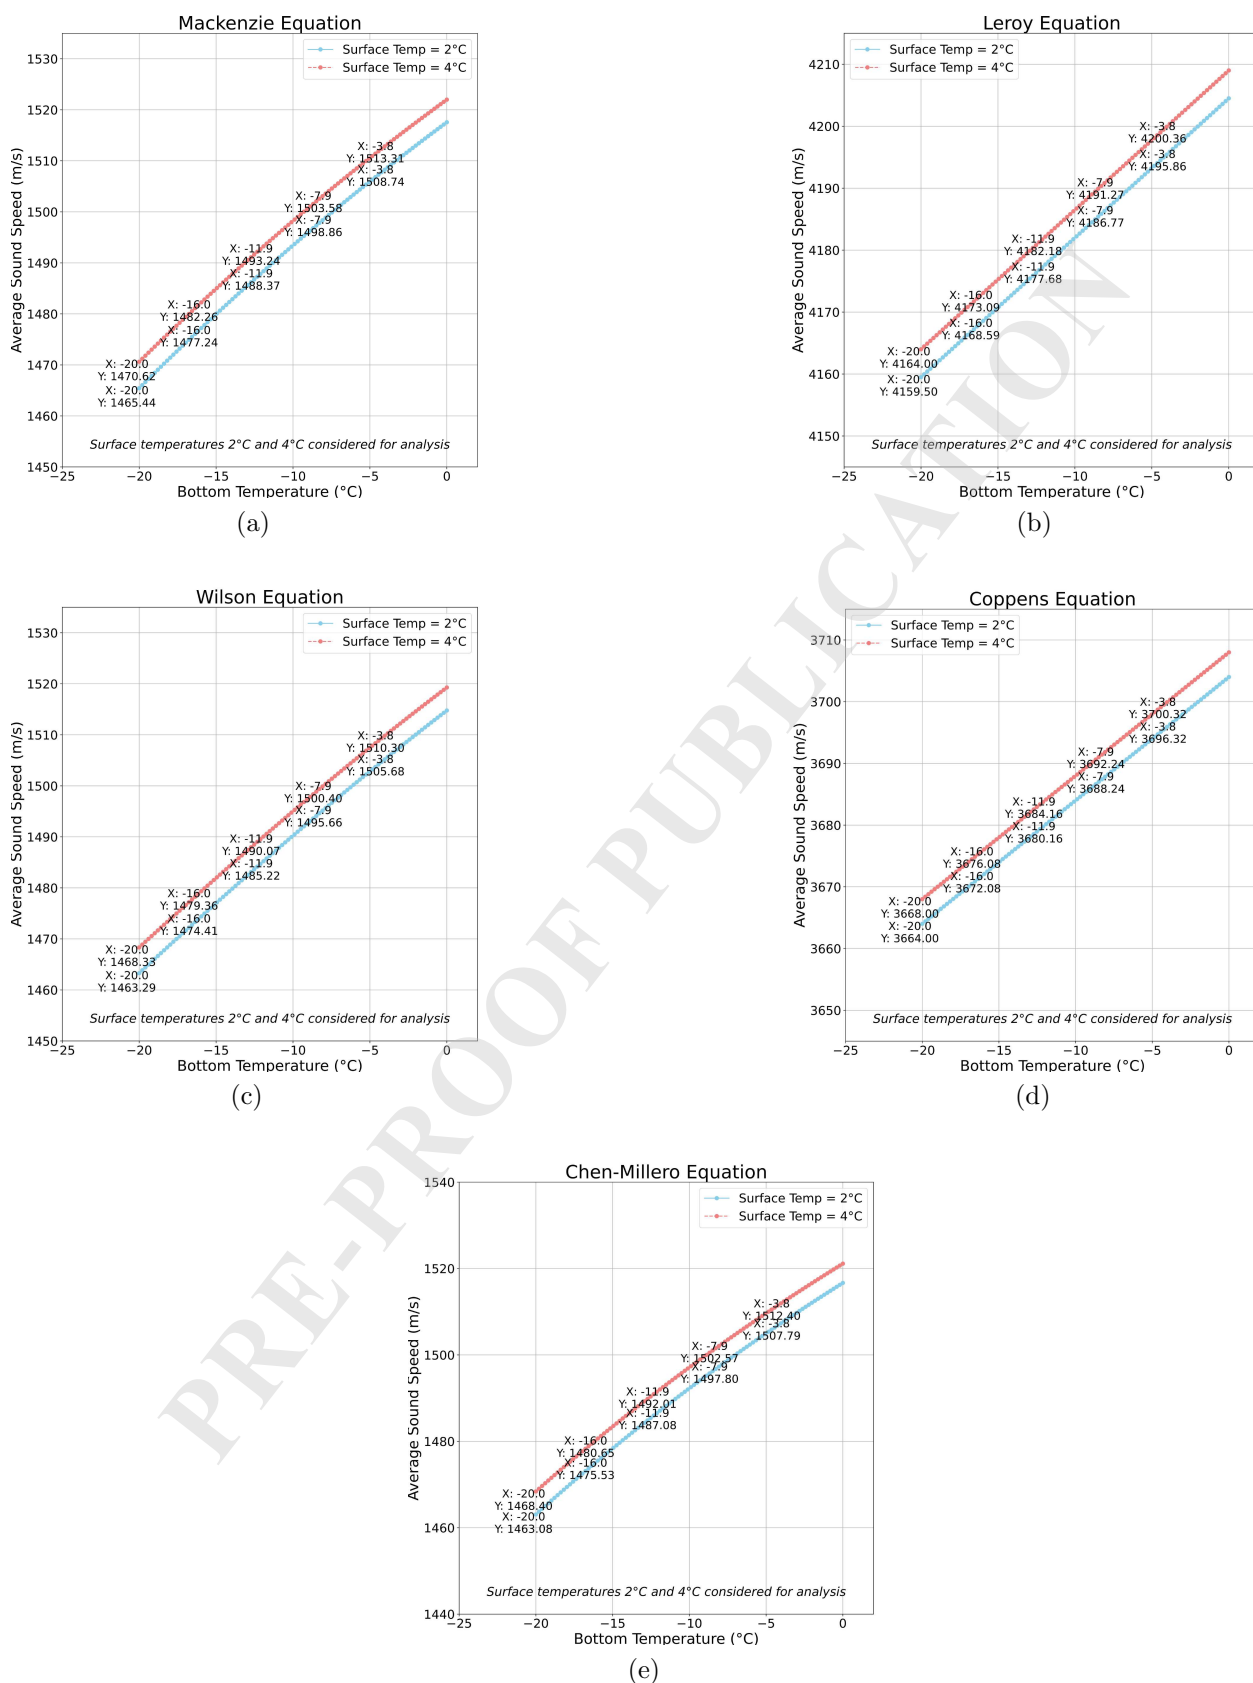 Mackenzie Equation
Surface Temp = 2°C
Surface Temp = 4°C
Average Sound Speed (m/s)
1530
1520
1510
1500
1490
1480
1470
1460
1450
X: -3.8
Y: 1513.31
X: -3.8
Y: 1508.74
X: -7.9
Y: 1503.58
X: -7.9
Y: 1498.86
X: -11.9
Y: 1493.24
X: -11.9
Y: 1488.37
X: -16.0
Y: 1482.26
X: -16.0
Y: 1477.24
X: -20.0
Y: 1470.62
X: -20.0
Y: 1465.44
Surface temperatures 2°C and 4°C considered for analysis
−25 −20 −15 −10 −5 0
Bottom Temperature (°C)
(a)
Leroy Equation
Surface Temp = 2°C
Surface Temp = 4°C
Average Sound Speed (m/s)
4210
4200
4190
4180
4170
4160
4150
X: -3.8
Y: 4200.36
X: -3.8
Y: 4195.86
X: -7.9
Y: 4191.27
X: -7.9
Y: 4186.77
X: -11.9
Y: 4182.18
X: -11.9
Y: 4177.68
X: -16.0
Y: 4173.09
X: -16.0
Y: 4168.59
X: -20.0
Y: 4164.00
X: -20.0
Y: 4159.50
Surface temperatures 2°C and 4°C considered for analysis
−25 −20 −15 −10 −5 0
Bottom Temperature (°C)
(b)
Wilson Equation
Surface Temp = 2°C
Surface Temp = 4°C
Average Sound Speed (m/s)
1530
1520
1510
1500
1490
1480
1470
1460
1450
X: -3.8
Y: 1510.30
X: -3.8
Y: 1505.68
X: -7.9
Y: 1500.40
X: -7.9
Y: 1495.66
X: -11.9
Y: 1490.07
X: -11.9
Y: 1485.22
X: -16.0
Y: 1479.36
X: -16.0
Y: 1474.41
X: -20.0
Y: 1468.33
X: -20.0
Y: 1463.29
Surface temperatures 2°C and 4°C considered for analysis
−25 −20 −15 −10 −5 0
Bottom Temperature (°C)
(c)
Coppens Equation
Surface Temp = 2°C
Surface Temp = 4°C
Average Sound Speed (m/s)
3710
3700
3690
3680
3670
3660
3650
X: -3.8
Y: 3700.32
X: -3.8
Y: 3696.32
X: -7.9
Y: 3692.24
X: -7.9
Y: 3688.24
X: -11.9
Y: 3684.16
X: -11.9
Y: 3680.16
X: -16.0
Y: 3676.08
X: -16.0
Y: 3672.08
X: -20.0
Y: 3668.00
X: -20.0
Y: 3664.00
Surface temperatures 2°C and 4°C considered for analysis
−25 −20 −15 −10 −5 0
Bottom Temperature (°C)
(d)
Chen-Millero Equation
Surface Temp = 2°C
Surface Temp = 4°C
Average Sound Speed (m/s)
1540
1520
1500
1480
1460
1440
X: -3.8
Y: 1512.40
X: -3.8
Y: 1507.79
X: -7.9
Y: 1502.57
X: -7.9
Y: 1497.80
X: -11.9
Y: 1492.01
X: -11.9
Y: 1487.08
X: -16.0
Y: 1480.65
X: -16.0
Y: 1475.53
X: -20.0
Y: 1468.40
X: -20.0
Y: 1463.08
Surface temperatures 2°C and 4°C considered for analysis
−25 −20 −15 −10 −5 0
Bottom Temperature (°C)
(e)
PRE-PROOF PUBLICATION